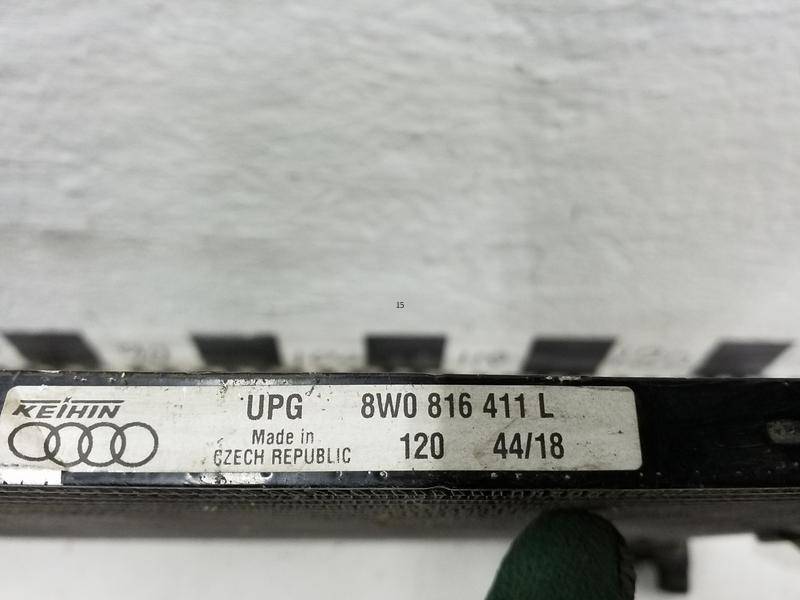 15
KEIHIN
UPG 8W0 816 411 L
Made in
CZECH REPUBLIC
120 44/18